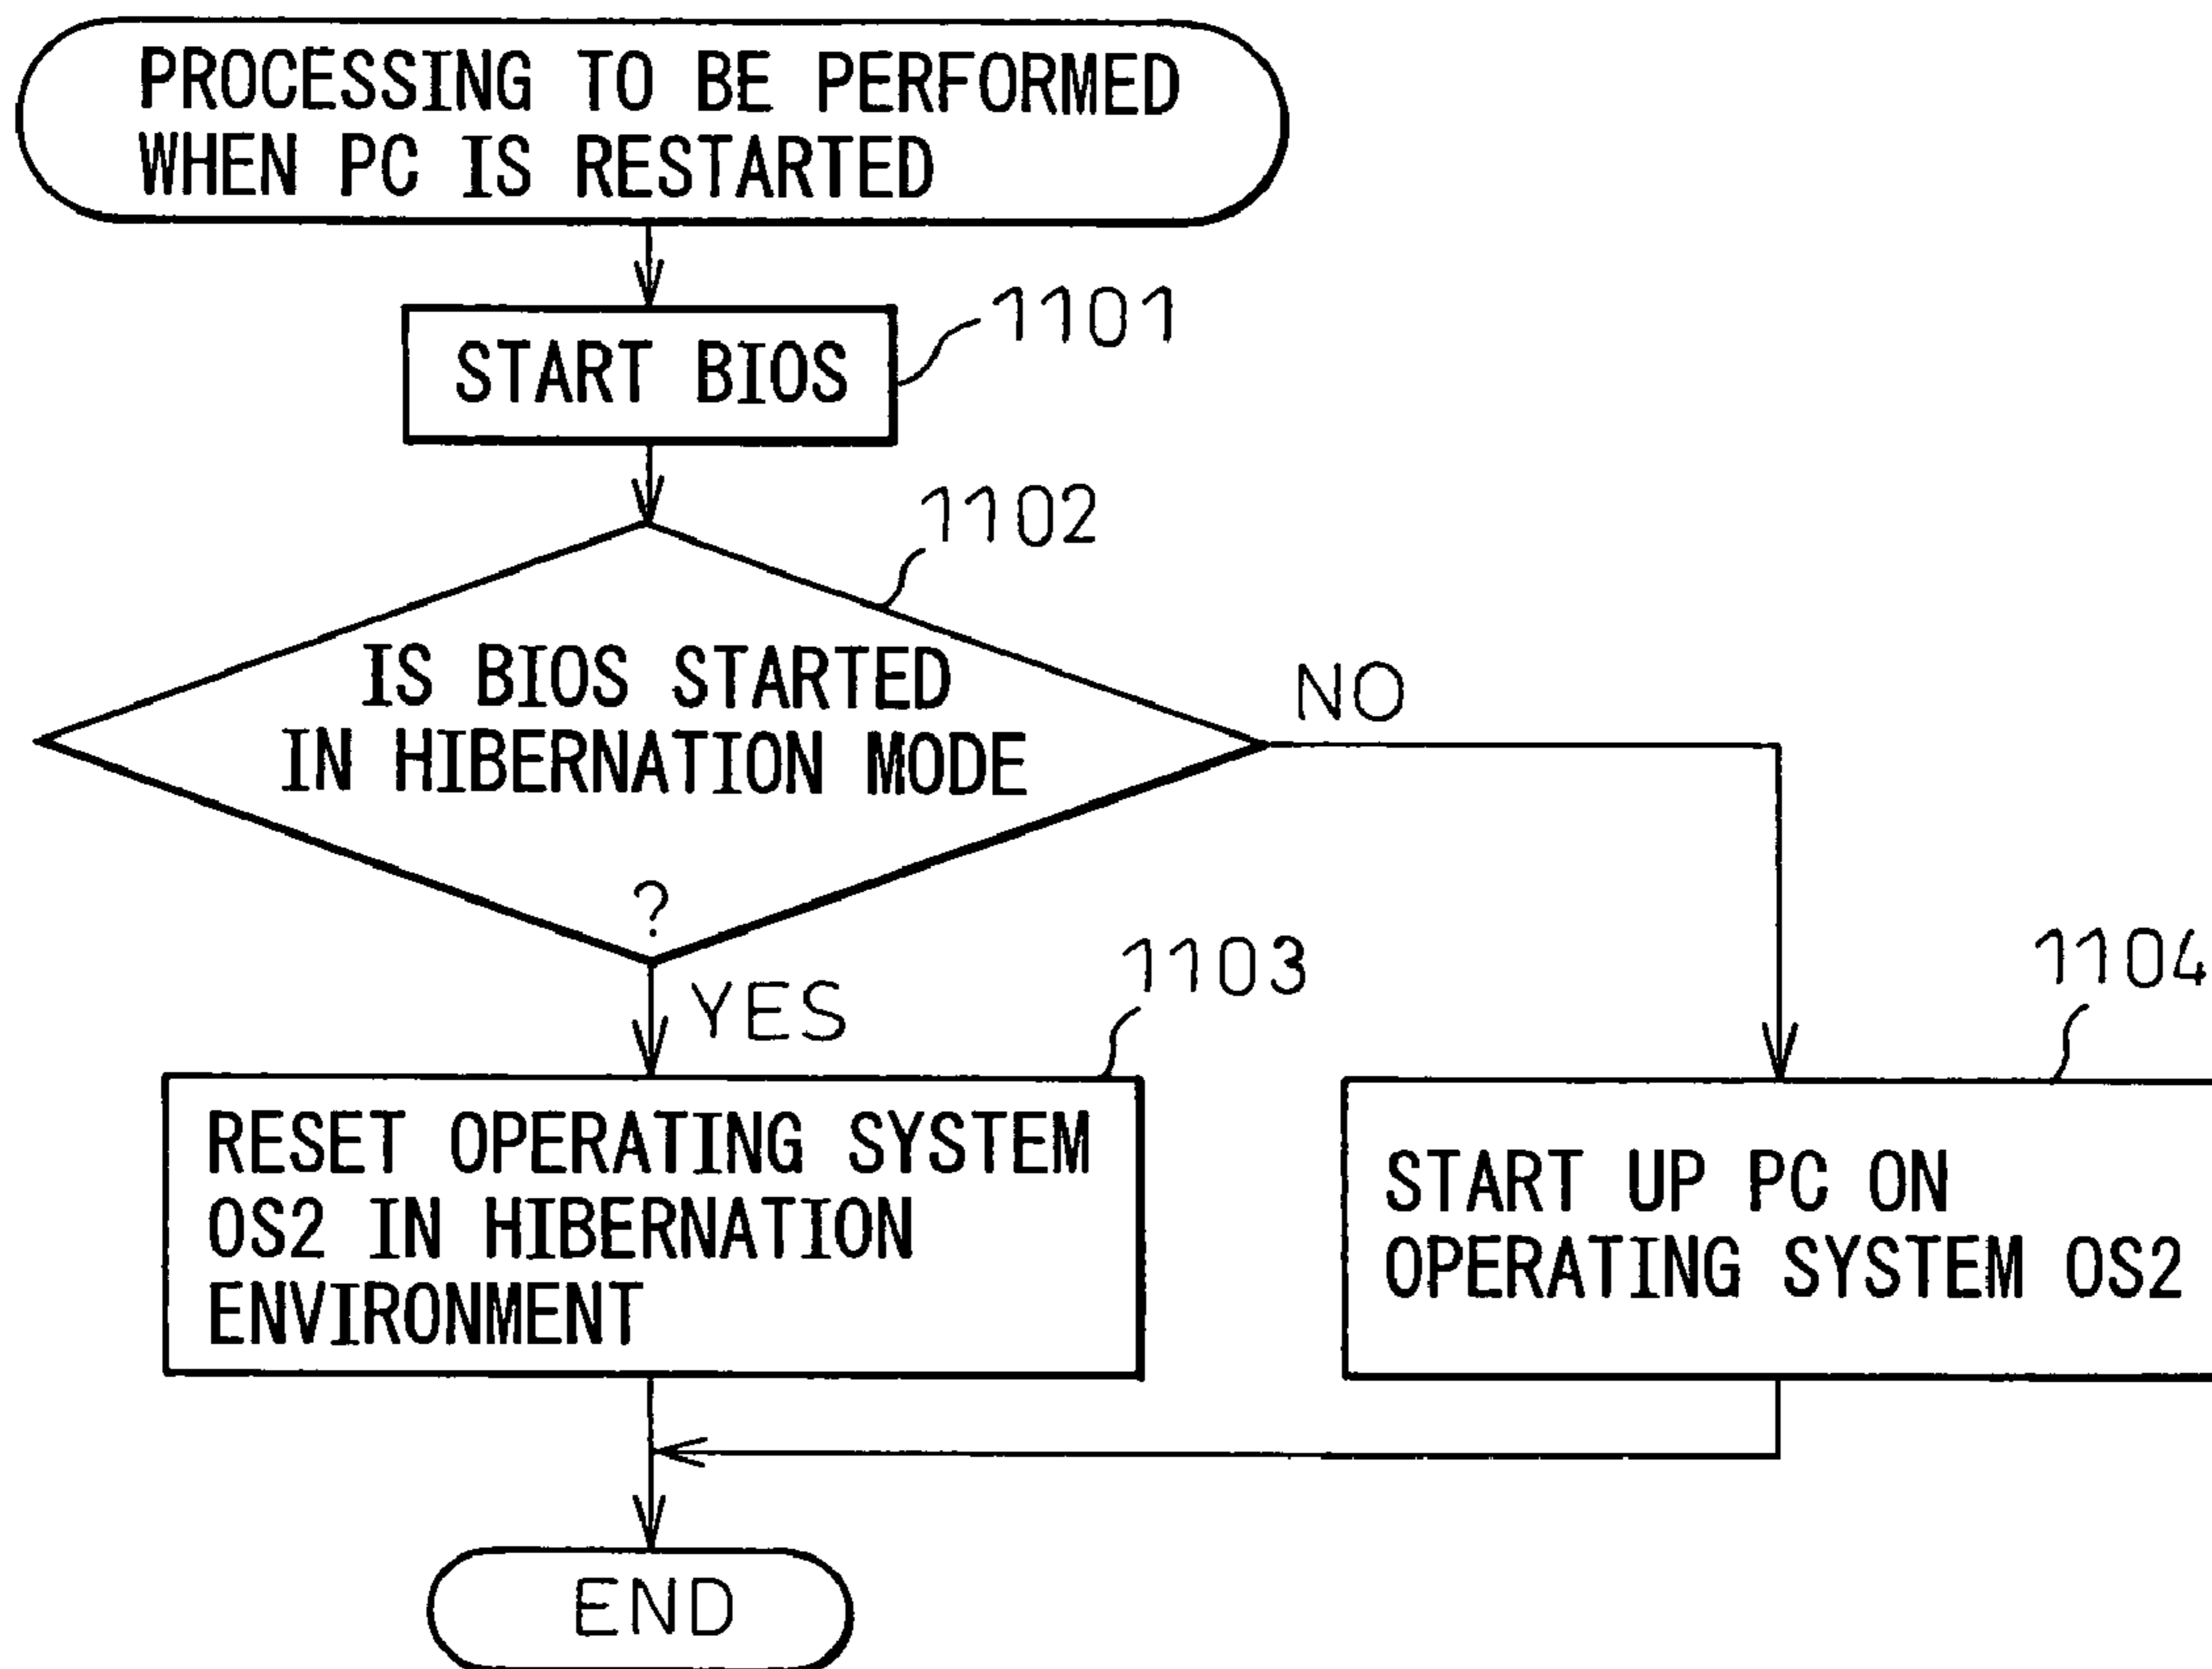 PROCESSING TO BE PERFORMED
WHEN PC IS RESTARTED
1101
START BIOS
1102
IS BIOS STARTED
IN HIBERNATION MODE
?
NO
YES
1103
1104
RESET OPERATING SYSTEM
OS2 IN HIBERNATION
ENVIRONMENT
START UP PC ON
OPERATING SYSTEM OS2
END